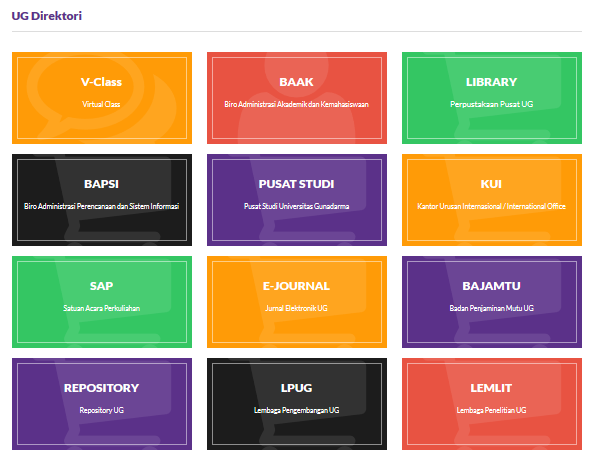 UG Direktori
V-Class
Virtual Class
BAAK
Biro Administrasi Akademik dan Kemahasiswaan
LIBRARY
Perpustakaan Pusat UG
BAPSI
Biro Administrasi Perencanaan dan Sistem Informasi
PUSAT STUDI
Pusat Studi Universitas Gunadarma
KUI
Kantor Urusan Internasional / International Office
SAP
Satuan Acara Perkuliahan
E-JOURNAL
Jurnal Elektronik UG
BAJAMTU
Badan Penjaminan Mutu UG
REPOSITORY
Repository UG
LPUG
Lembaga Pengembangan UG
LEMLIT
Lembaga Penelitian UG